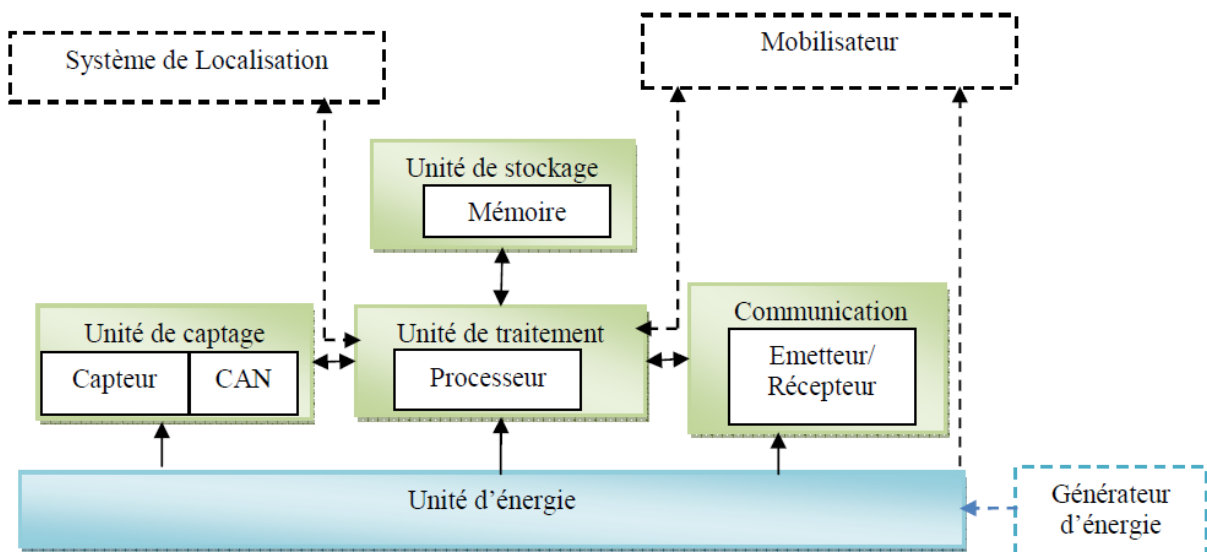 Système de Localisation
Mobilisateur
Unité de stockage
Mémoire
Unité de captage
Capteur
CAN
Unité de traitement
Processeur
Communication
Emetteur/
Récepteur
Unité d’énergie
Générateur
d’énergie